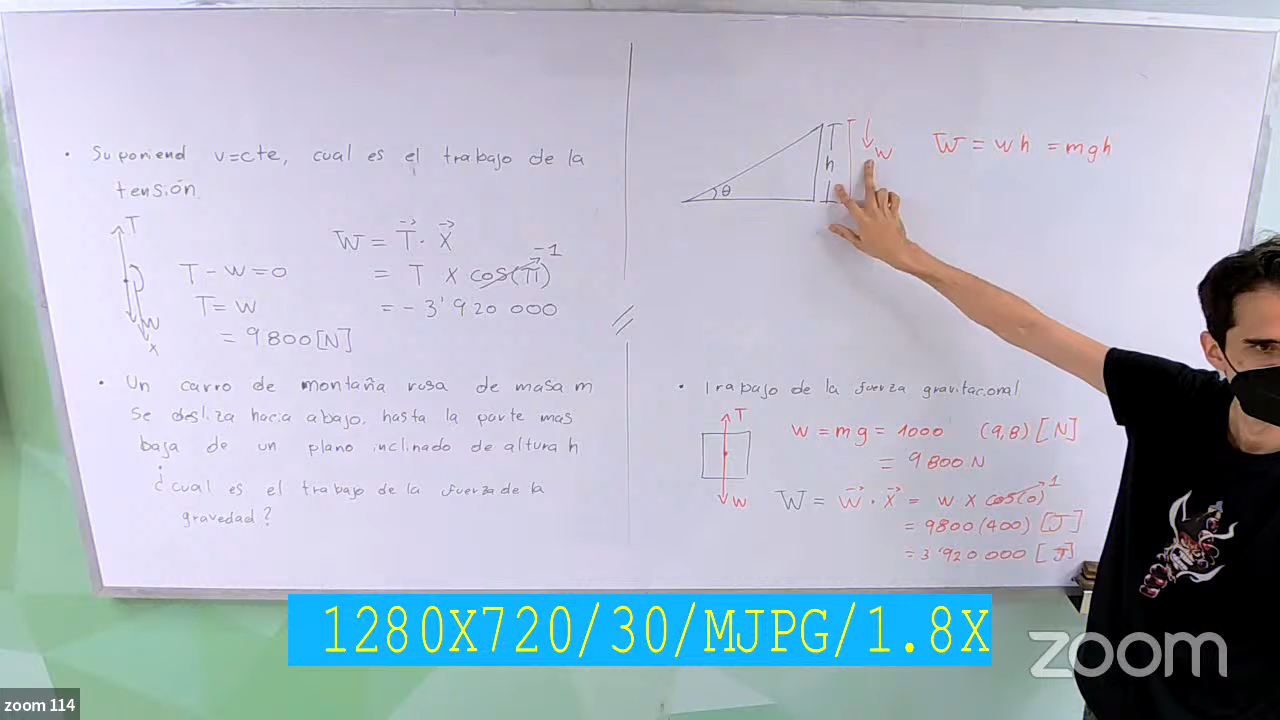 • Suponiend v=cte, cual es el trabajo de la
tensión.
T
T - w = 0
T = w
= 9800 [N]
w
x
W = T⃗ · X⃗
= T x cos(π) -1
= - 3'920 000
• Un carro de montaña rusa de masa m
se desliza hacia abajo, hasta la parte mas
baja de un plano inclinado de altura h
¿cual es el trabajo de la fuerza de la
gravedad?
θ
h
w
W = w h = mgh
• Trabajo de la fuerza gravitacional
T
w
w = mg = 1000 (9,8) [N]
= 9800 N
W = w⃗ · x⃗ = w x cos(0) 1
= 9800 (400) [J]
= 3'920 000 [J]
1280X720/30/MJPG/1.8X
zoom
zoom 114